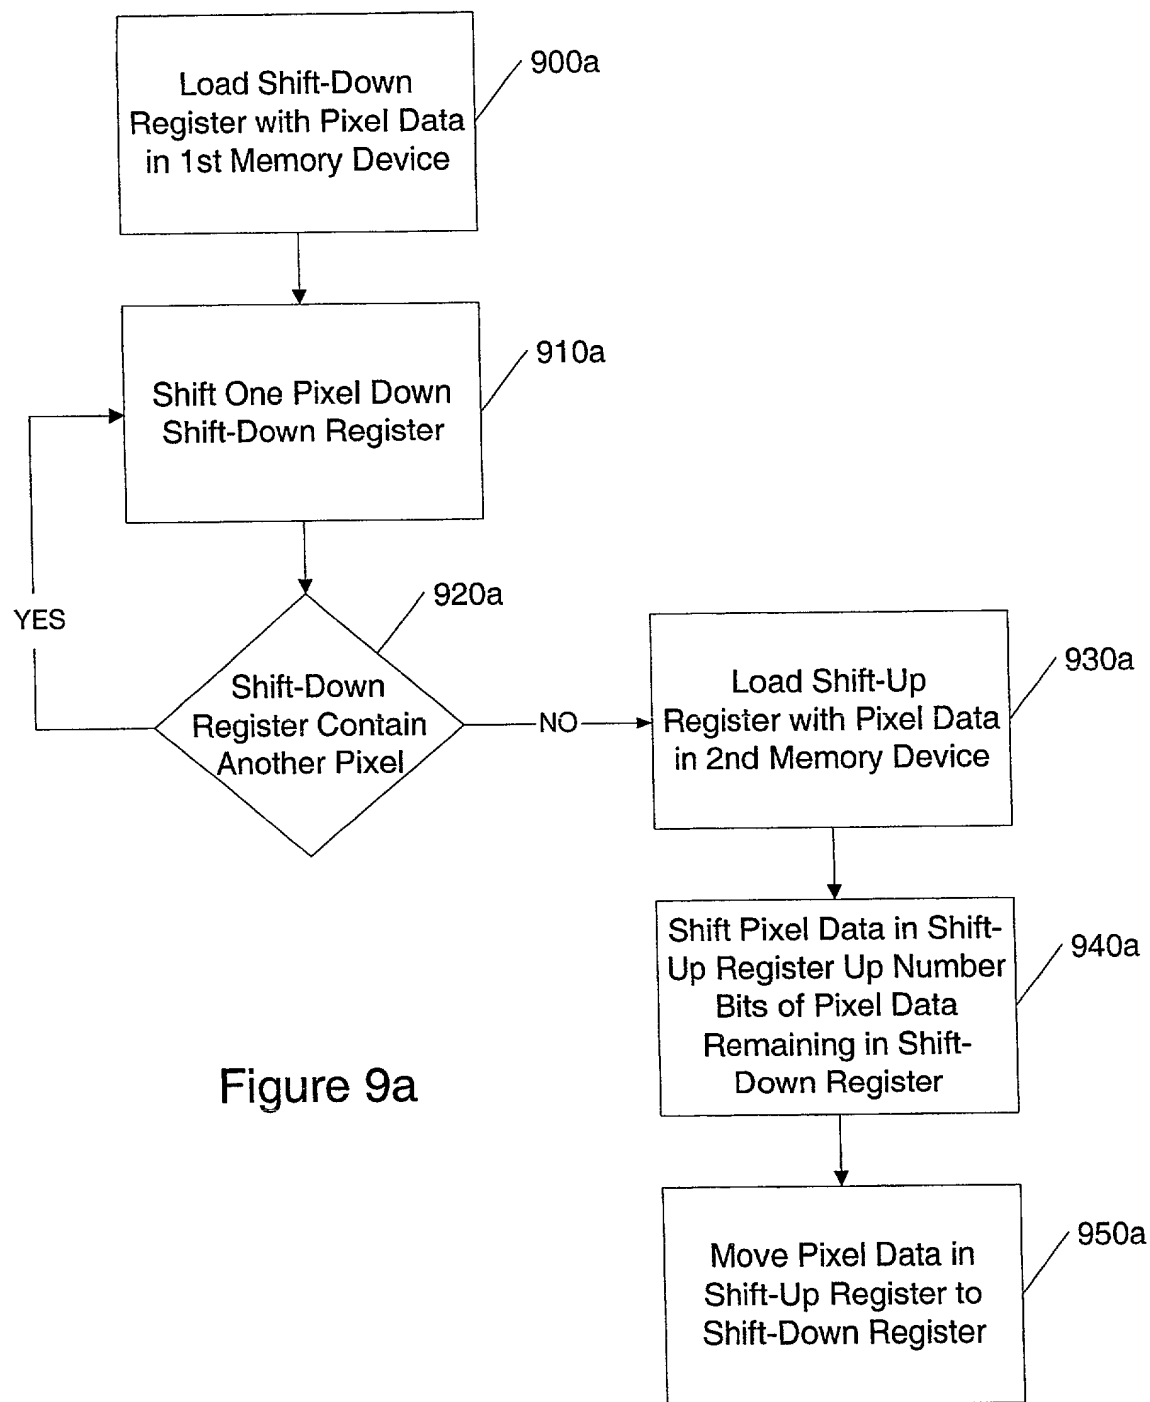 Load Shift-Down
Register with Pixel Data
in 1st Memory Device
900a
Shift One Pixel Down
Shift-Down Register
910a
YES
920a
Shift-Down
Register Contain
Another Pixel
NO
Load Shift-Up
Register with Pixel Data
in 2nd Memory Device
930a
Shift Pixel Data in Shift-
Up Register Up Number
Bits of Pixel Data
Remaining in Shift-
Down Register
940a
Figure 9a
Move Pixel Data in
Shift-Up Register to
Shift-Down Register
950a